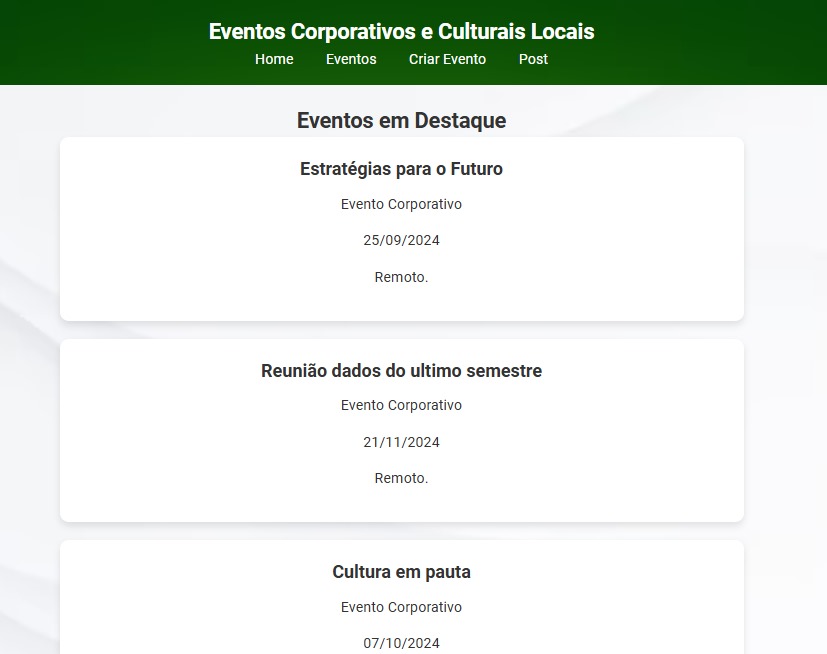 Eventos Corporativos e Culturais Locais
Home Eventos Criar Evento Post
Eventos em Destaque
Estratégias para o Futuro
Evento Corporativo
25/09/2024
Remoto.
Reunião dados do ultimo semestre
Evento Corporativo
21/11/2024
Remoto.
Cultura em pauta
Evento Corporativo
07/10/2024